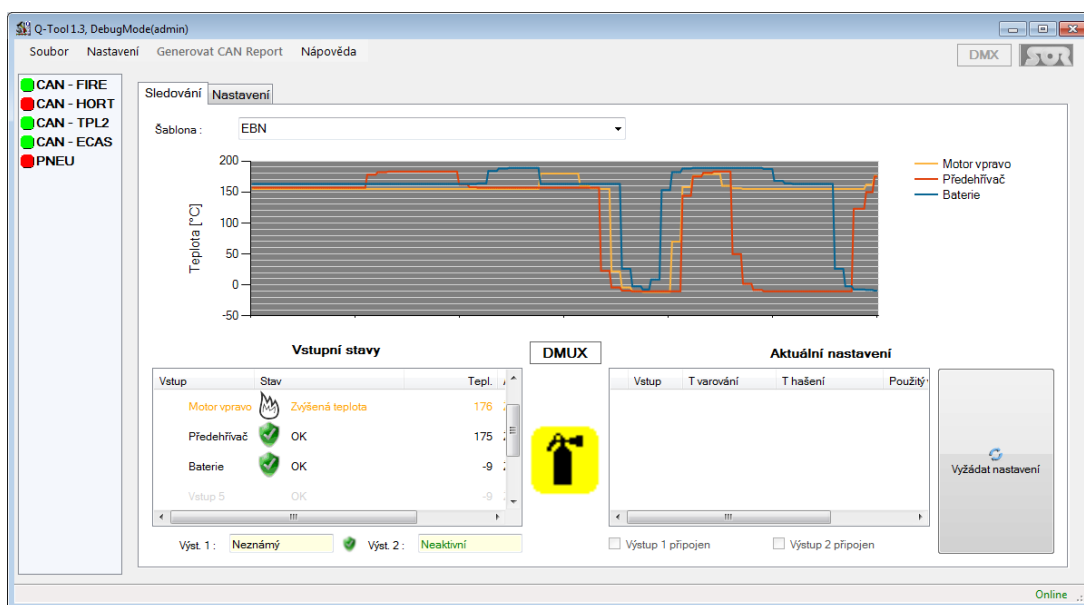 Q-Tool 1.3, DebugMode(admin)
Soubor Nastavení Generovat CAN Report Nápověda
DMX SOR
CAN - FIRE
CAN - HORT
CAN - TPL2
CAN - ECAS
PNEU
Sledování Nastavení
Šablona : EBN
Teplota [°C]
200
150
100
50
0
-50
Motor vpravo
Předehřívač
Baterie
Vstupní stavy
DMUX
Aktuální nastavení
Vstup Stav Tepl.
Motor vpravo Zvýšená teplota 176
Předehřívač OK 175
Baterie OK -9
Vstup 5 OK -9
Vstup T varování T hašení Použitý
Vyžádat nastavení
Výst. 1 : Neznámý Výst. 2 : Neaktivní
Výstup 1 připojen Výstup 2 připojen
Online